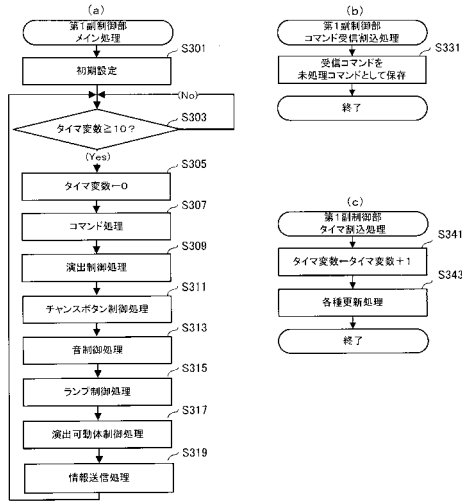 (a)
第1副制御部
メイン処理
S301
初期設定
(No)
S303
タイマ変数≧10?
(Yes)
S305
タイマ変数←0
S307
コマンド処理
S309
演出制御処理
S311
チャンスボタン制御処理
S313
音制御処理
S315
ランプ制御処理
S317
演出可動体制御処理
S319
情報送信処理
(b)
第1副制御部
コマンド受信割込処理
S331
受信コマンドを
未処理コマンドとして保存
終了
(c)
第1副制御部
タイマ割込処理
S341
タイマ変数←タイマ変数+1
S343
各種更新処理
終了